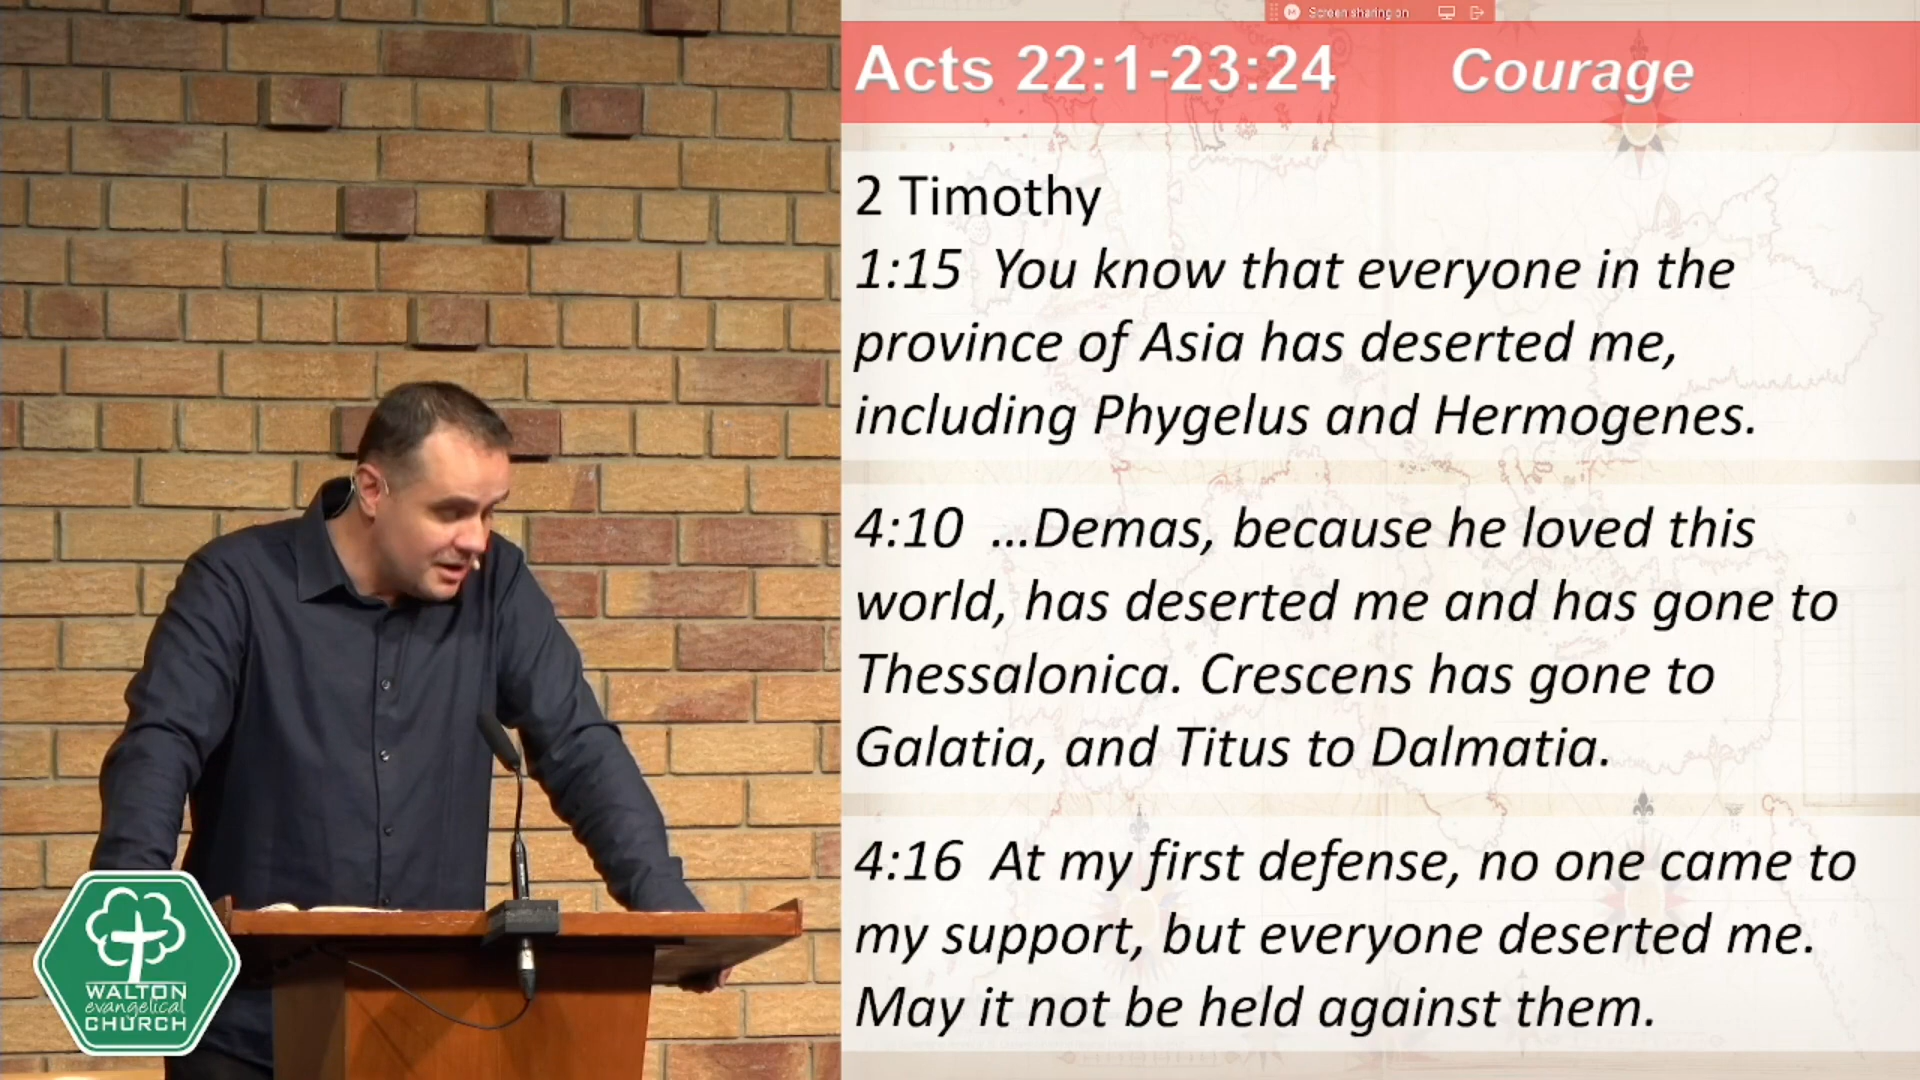 Screen sharing on
Acts 22:1-23:24 Courage
2 Timothy
1:15 You know that everyone in the
province of Asia has deserted me,
including Phygelus and Hermogenes.
4:10 ...Demas, because he loved this
world, has deserted me and has gone to
Thessalonica. Crescens has gone to
Galatia, and Titus to Dalmatia.
4:16 At my first defense, no one came to
my support, but everyone deserted me.
May it not be held against them.
WALTON
evangelical
CHURCH